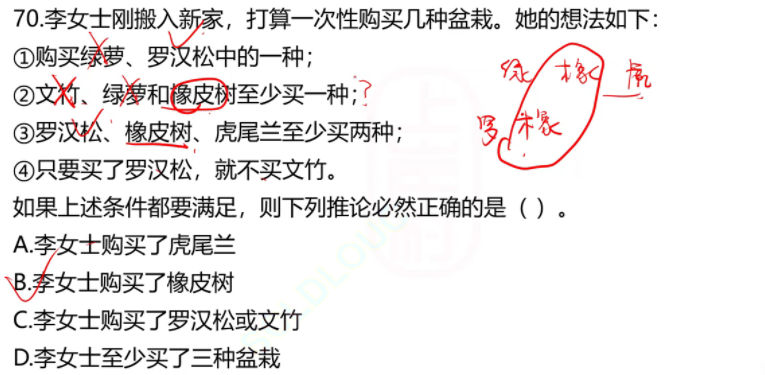 70.李女士刚搬入新家，打算一次性购买几种盆栽。她的想法如下：
①购买绿萝、罗汉松中的一种；
②文竹、绿萝和橡皮树至少买一种；？
③罗汉松、橡皮树、虎尾兰至少买两种；
④只要买了罗汉松，就不买文竹。
如果上述条件都要满足，则下列推论必然正确的是（ ）。
A.李女士购买了虎尾兰
B.李女士购买了橡皮树
C.李女士购买了罗汉松或文竹
D.李女士至少买了三种盆栽
绿 橡 虎
罗 橡